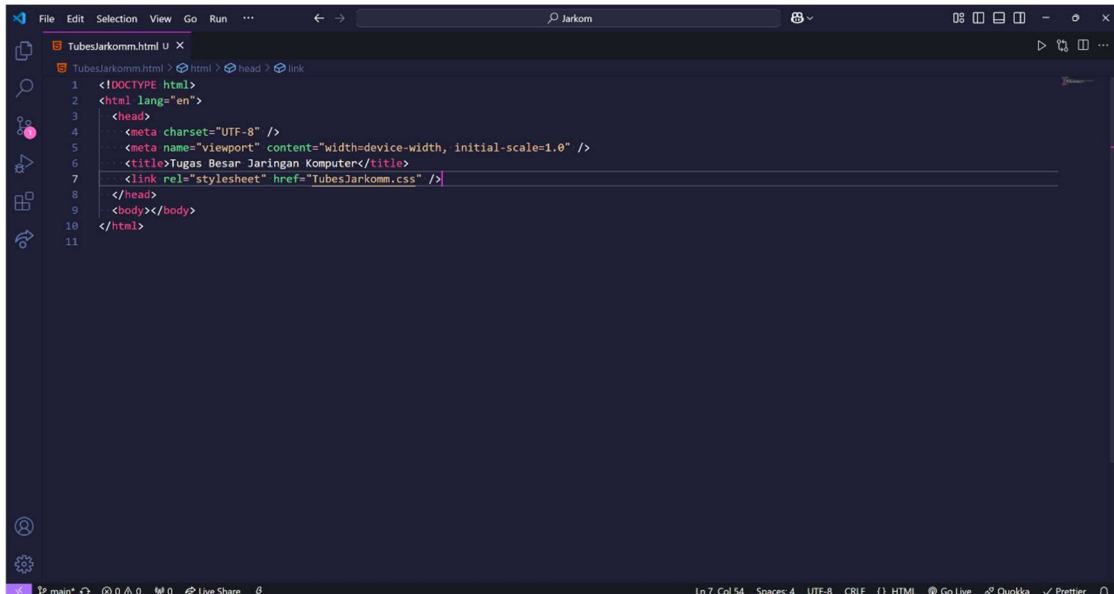 File Edit Selection View Go Run ··· Jarkom
TubesJarkomm.html U
TubesJarkomm.html > html > head > link
1 <!DOCTYPE html>
2 <html lang="en">
3 <head>
4 <meta charset="UTF-8" />
5 <meta name="viewport" content="width=device-width, initial-scale=1.0" />
6 <title>Tugas Besar Jaringan Komputer</title>
7 <link rel="stylesheet" href="TubesJarkomm.css" />
8 </head>
9 <body></body>
10 </html>
11
main* 0 0 0 Live Share Ln 7, Col 54 Spaces: 4 UTF-8 CRLF {} HTML Go Live Quokka Prettier